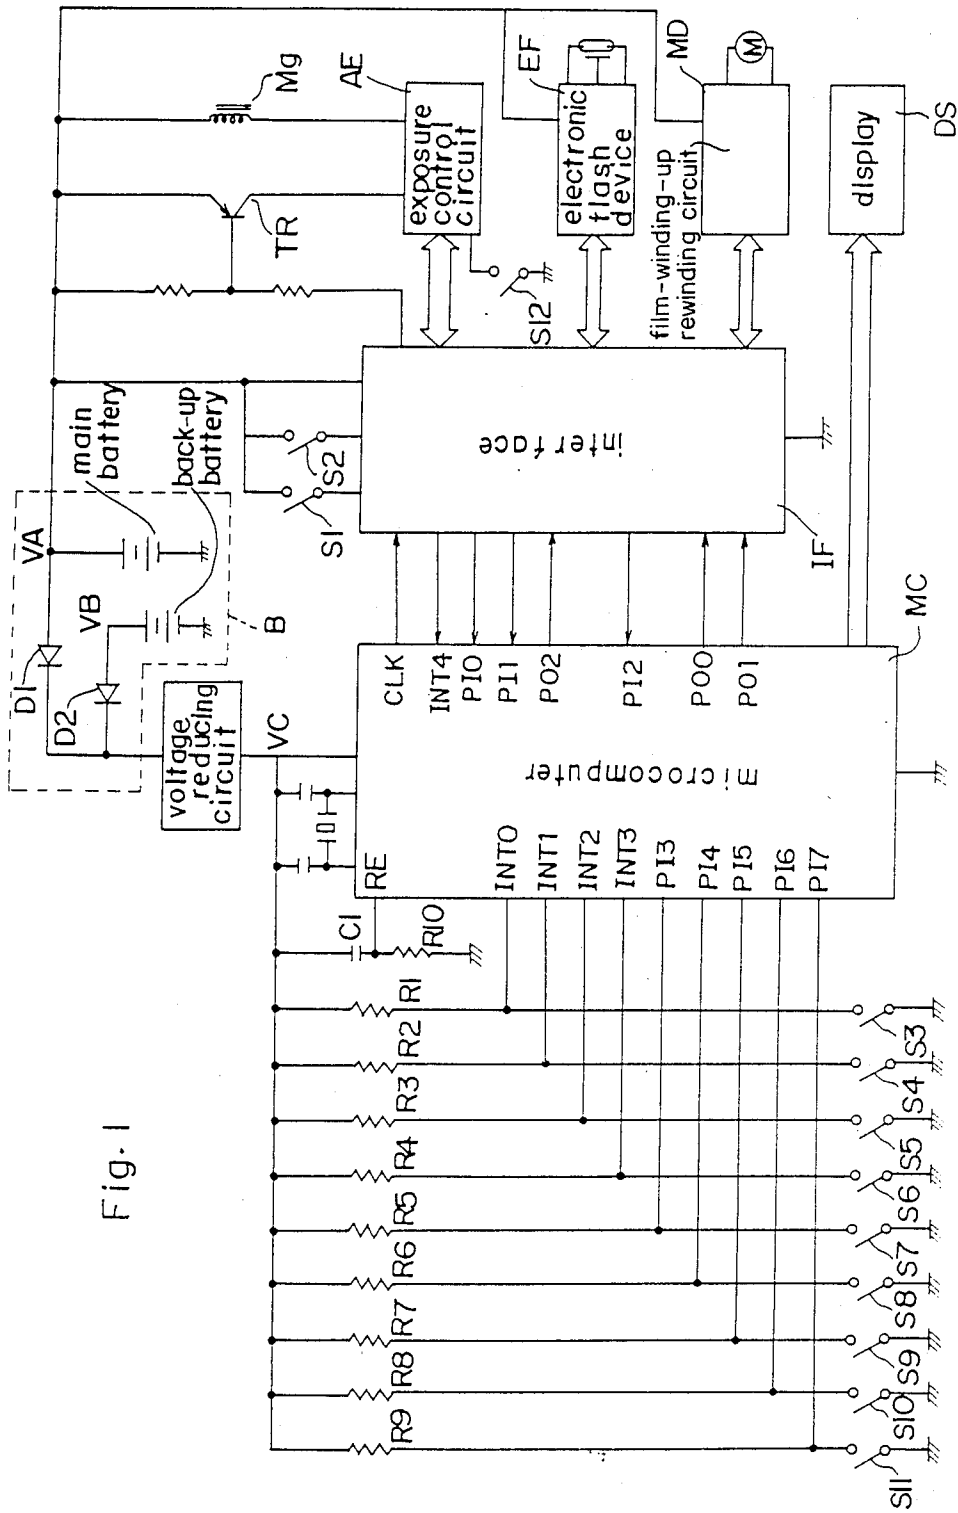 Fig. 1
VA
VB
D1
D2
main
battery
back-up
battery
B
voltage
reducing
circuit
VC
Mg
TR
AE
exposure
control
circuit
S12
EF
electronic
flash
device
MD
M
film-winding-up
rewinding circuit
DS
display
S1
S2
interface
IF
MC
microcomputer
CLK
INT4
PI0
PI1
PO2
PI2
PO0
PO1
RE
INT0
INT1
INT2
INT3
PI3
PI4
PI5
PI6
PI7
C1
R10
R1
R2
R3
R4
R5
R6
R7
R8
R9
S3
S4
S5
S6
S7
S8
S9
S10
S11